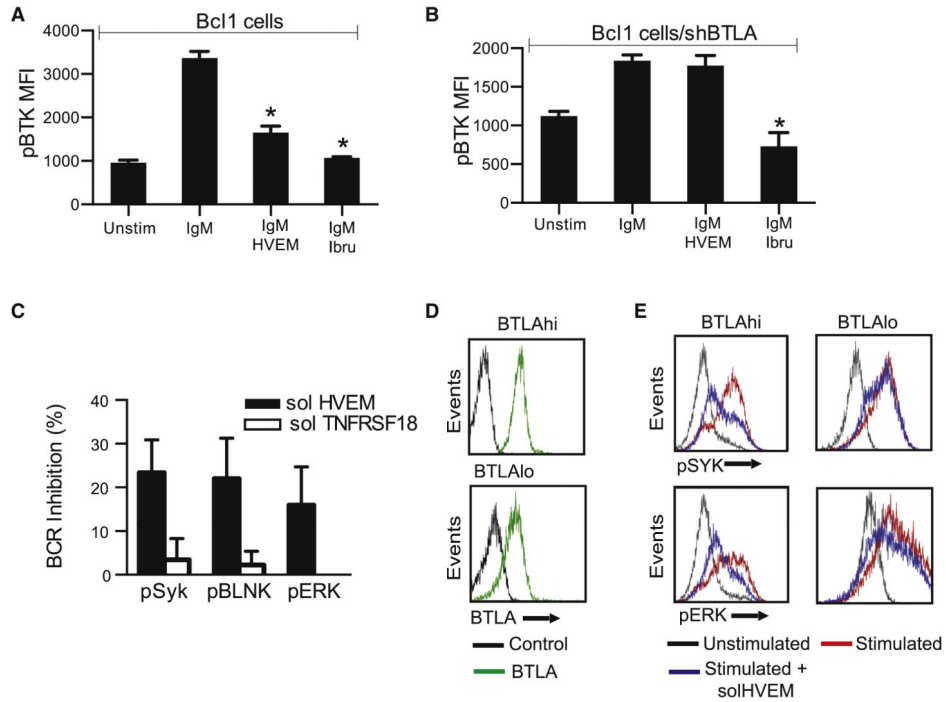 A
Bcl1 cells
pBTK MFI
4000
3000
2000
1000
0
*
*
Unstim
IgM
IgM
HVEM
IgM
Ibru
B
Bcl1 cells/shBTLA
pBTK MFI
2000
1500
1000
500
0
*
Unstim
IgM
IgM
HVEM
IgM
Ibru
C
BCR Inhibition (%)
40
30
20
10
0
sol HVEM
sol TNFRSF18
pSyk
pBLNK
pERK
D
BTLAhi
Events
BTLAlo
Events
BTLA
Control
BTLA
E
BTLAhi
BTLAlo
Events
pSYK
Events
pERK
Unstimulated
Stimulated
Stimulated +
solHVEM